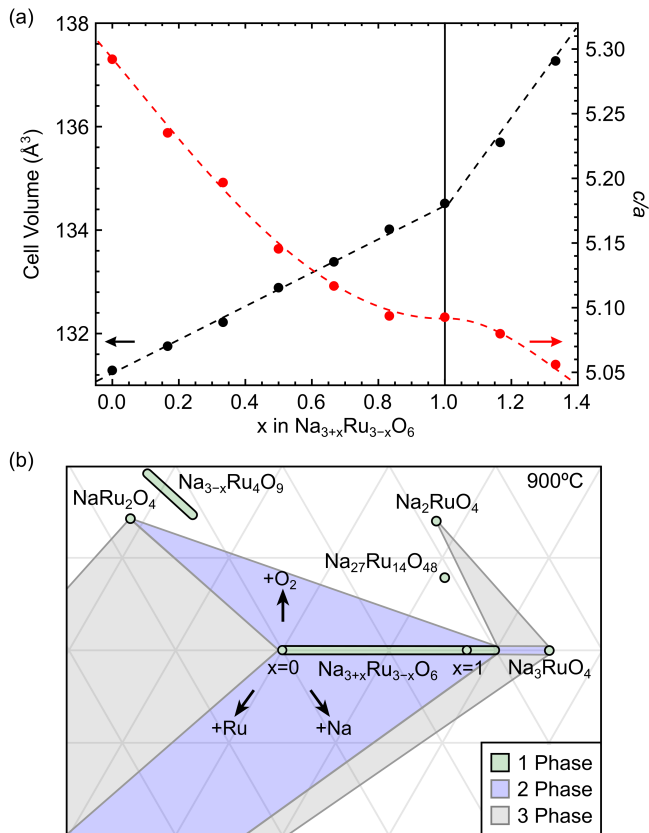 (a)
138
136
134
132
Cell Volume (Å³)
5.30
5.25
5.20
5.15
5.10
5.05
c/a
0.0 0.2 0.4 0.6 0.8 1.0 1.2 1.4
x in Na₃₊ₓRu₃₋ₓO₆
(b)
900ºC
Na₃₋ₓRu₄O₉
NaRu₂O₄
Na₂RuO₄
Na₂₇Ru₁₄O₄₈
+O₂
x=0 Na₃₊ₓRu₃₋ₓO₆ x=1 Na₃RuO₄
+Ru +Na
1 Phase
2 Phase
3 Phase